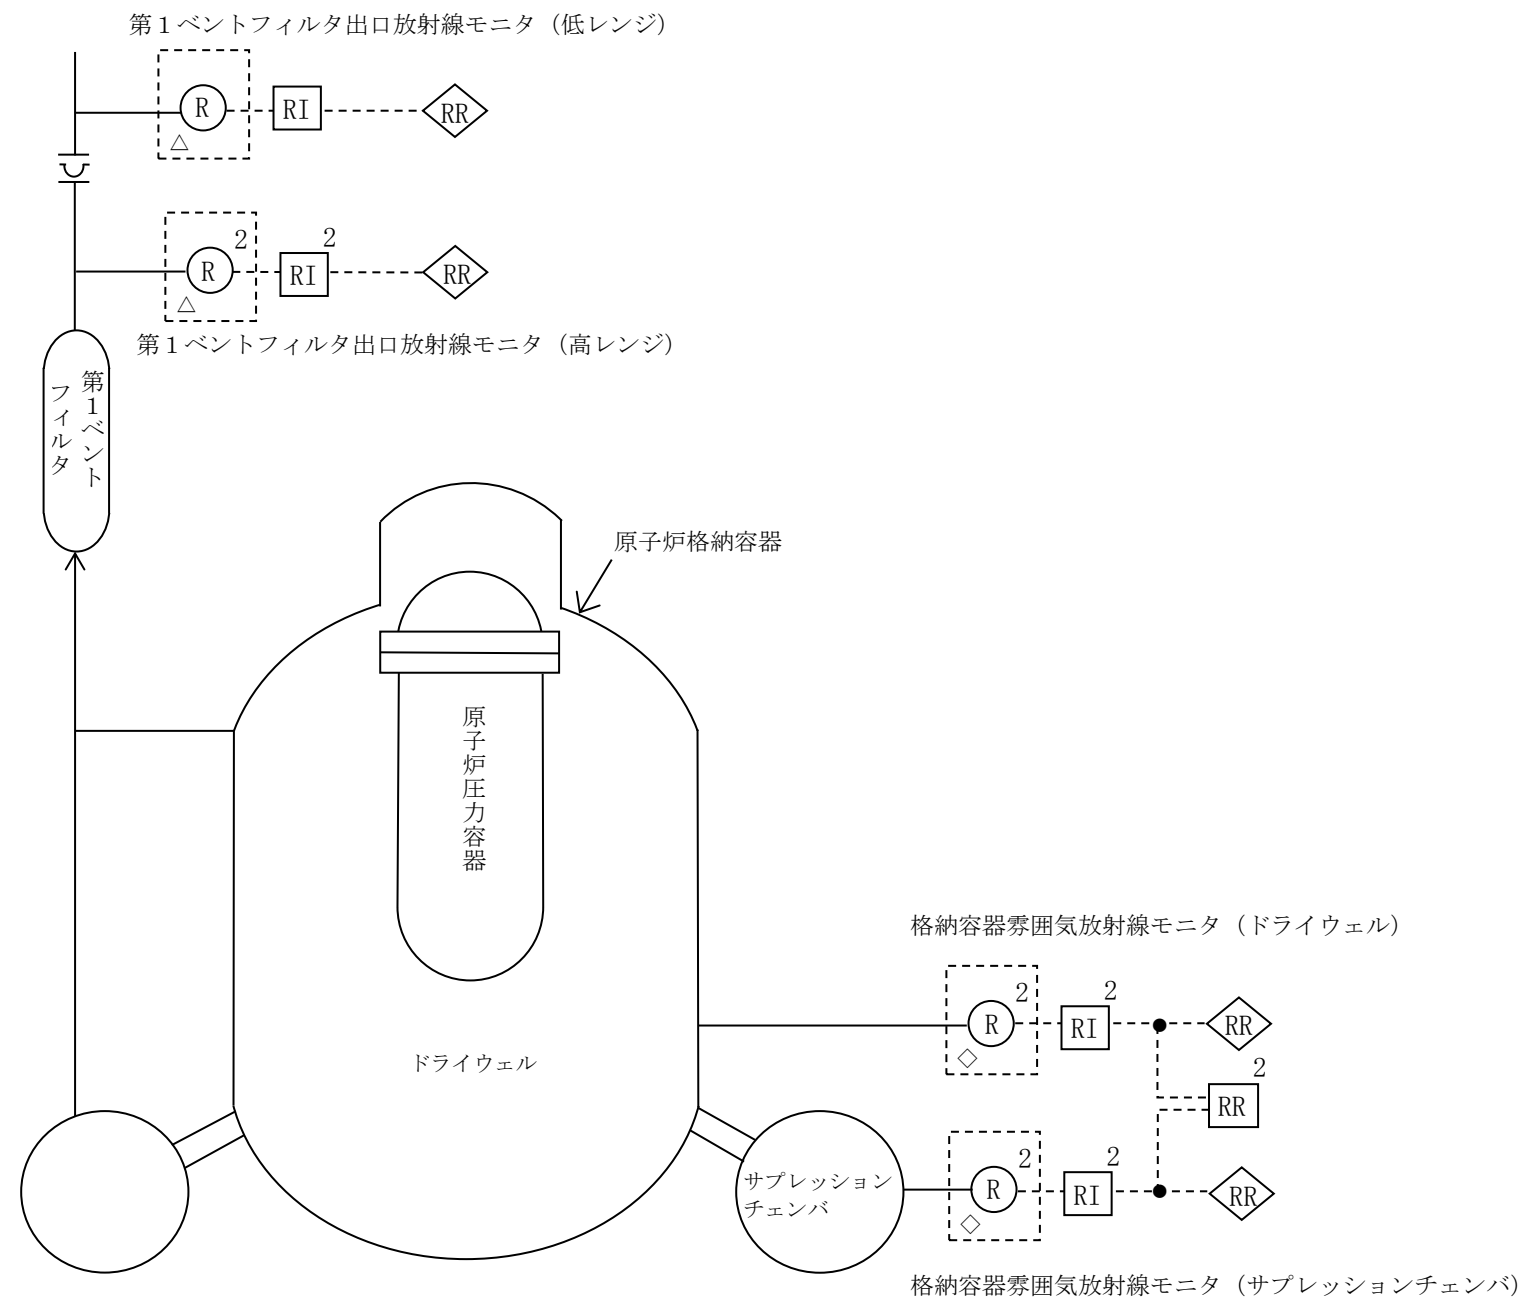 第１ベントフィルタ出口放射線モニタ（低レンジ）
R
RI
RR
△
2
2
R
RI
RR
△
第１ベントフィルタ出口放射線モニタ（高レンジ）
第１ベント
フィルタ
原子炉格納容器
原子炉圧力容器
ドライウェル
格納容器雰囲気放射線モニタ（ドライウェル）
2
2
R
RI
RR
◇
2
RR
2
2
R
RI
RR
◇
サプレッション
チェンバ
格納容器雰囲気放射線モニタ（サプレッションチェンバ）